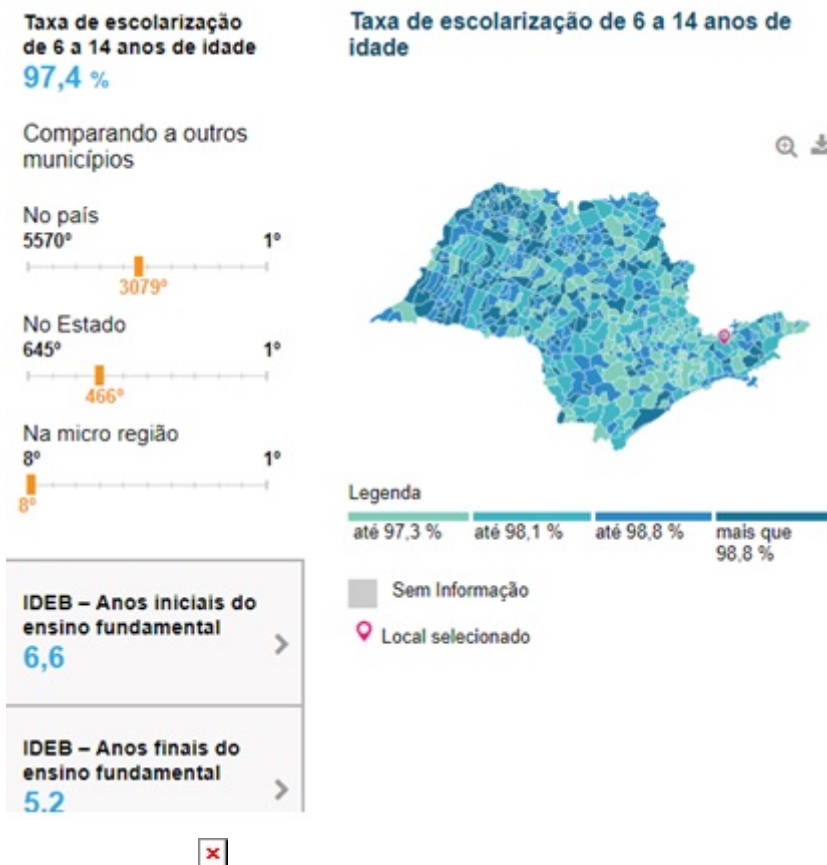 Taxa de escolarização
de 6 a 14 anos de idade
97,4 %
Comparando a outros
municípios
No país
5570º 1º
3079º
No Estado
645º 1º
466º
Na micro região
8º 1º
8º
IDEB – Anos iniciais do
ensino fundamental
6,6
IDEB – Anos finais do
ensino fundamental
5,2
Taxa de escolarização de 6 a 14 anos de
idade
Legenda
até 97,3 % até 98,1 % até 98,8 % mais que
98,8 %
Sem Informação
Local selecionado